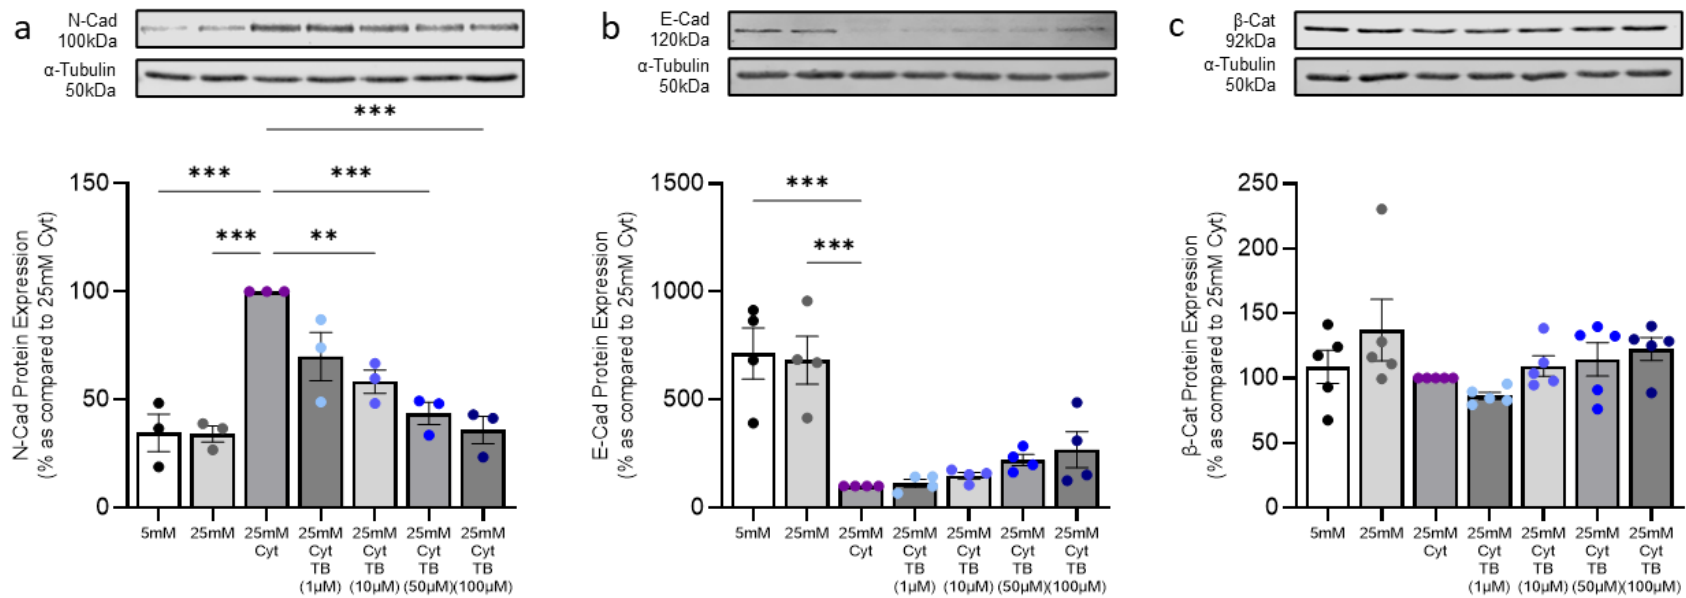 a
N-Cad
100kDa
α-Tubulin
50kDa
***
***
***
***
**
N-Cad Protein Expression
(% as compared to 25mM Cyt)
150
100
50
0
5mM
25mM
25mM
Cyt
25mM
Cyt
TB
(1µM)
25mM
Cyt
TB
(10µM)
25mM
Cyt
TB
(50µM)
25mM
Cyt
TB
(100µM)
b
E-Cad
120kDa
α-Tubulin
50kDa
***
***
E-Cad Protein Expression
(% as compared to 25mM Cyt)
1500
1000
500
0
5mM
25mM
25mM
Cyt
25mM
Cyt
TB
(1µM)
25mM
Cyt
TB
(10µM)
25mM
Cyt
TB
(50µM)
25mM
Cyt
TB
(100µM)
c
β-Cat
92kDa
α-Tubulin
50kDa
β-Cat Protein Expression
(% as compared to 25mM Cyt)
250
200
150
100
50
0
5mM
25mM
25mM
Cyt
25mM
Cyt
TB
(1µM)
25mM
Cyt
TB
(10µM)
25mM
Cyt
TB
(50µM)
25mM
Cyt
TB
(100µM)